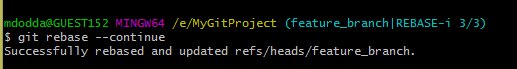 mdodda@GUEST152 MINGW64 /e/MyGitProject (feature_branch|REBASE-i 3/3)
$ git rebase --continue
Successfully rebased and updated refs/heads/feature_branch.